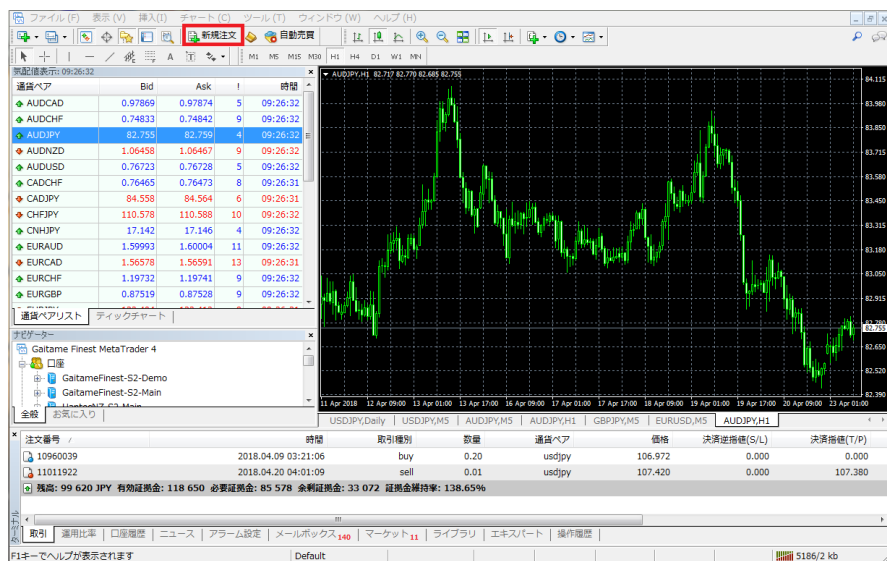 ファイル (F) 表示 (V) 挿入(I) チャート (C) ツール (T) ウィンドウ (W) ヘルプ (H)
新規注文 自動売買
A T M1 M5 M15 M30 H1 H4 D1 W1 MN
気配値表示: 09:26:32
通貨ペア Bid Ask ! 時間
AUDCAD 0.97869 0.97874 5 09:26:32
AUDCHF 0.74833 0.74842 9 09:26:32
AUDJPY 82.755 82.759 4 09:26:32
AUDNZD 1.06458 1.06467 9 09:26:32
AUDUSD 0.76723 0.76728 5 09:26:32
CADCHF 0.76465 0.76473 8 09:26:31
CADJPY 84.558 84.564 6 09:26:31
CHFJPY 110.578 110.588 10 09:26:32
CNHJPY 17.142 17.146 4 09:26:32
EURAUD 1.59993 1.60004 11 09:26:32
EURCAD 1.56578 1.56591 13 09:26:31
EURCHF 1.19732 1.19741 9 09:26:32
EURGBP 0.87519 0.87528 9 09:26:32
通貨ペアリスト ティックチャート
ナビゲーター
Gaitame Finest MetaTrader 4
口座
GaitameFinest-S2-Demo
GaitameFinest-S2-Main
全般 お気に入り
AUDJPY,H1 82.717 82.770 82.685 82.755
84.115
83.980
83.850
83.715
83.580
83.450
83.315
83.180
83.050
82.915
82.755
82.650
82.520
82.390
11 Apr 2018 12 Apr 09:00 13 Apr 01:00 13 Apr 17:00 16 Apr 09:00 17 Apr 01:00 17 Apr 17:00 18 Apr 09:00 19 Apr 01:00 19 Apr 17:00 20 Apr 09:00 23 Apr 01:00
USDJPY,Daily USDJPY,M5 AUDJPY,M5 AUDJPY,H1 GBPJPY,M5 EURUSD,M5 AUDJPY,H1
注文番号 / 時間 取引種別 数量 通貨ペア 価格 決済逆指値(S/L) 決済指値(T/P)
10960039 2018.04.09 03:21:06 buy 0.20 usdjpy 106.972 0.000 0.000
11011922 2018.04.20 04:01:09 sell 0.01 usdjpy 107.420 0.000 107.380
残高: 99 620 JPY 有効証拠金: 118 650 必要証拠金: 85 578 余剰証拠金: 33 072 証拠金維持率: 138.65%
ターミナル
取引 運用比率 口座履歴 ニュース アラーム設定 メールボックス 140 マーケット 11 ライブラリ エキスパート 操作履歴
F1キーでヘルプが表示されます Default 5186/2 kb